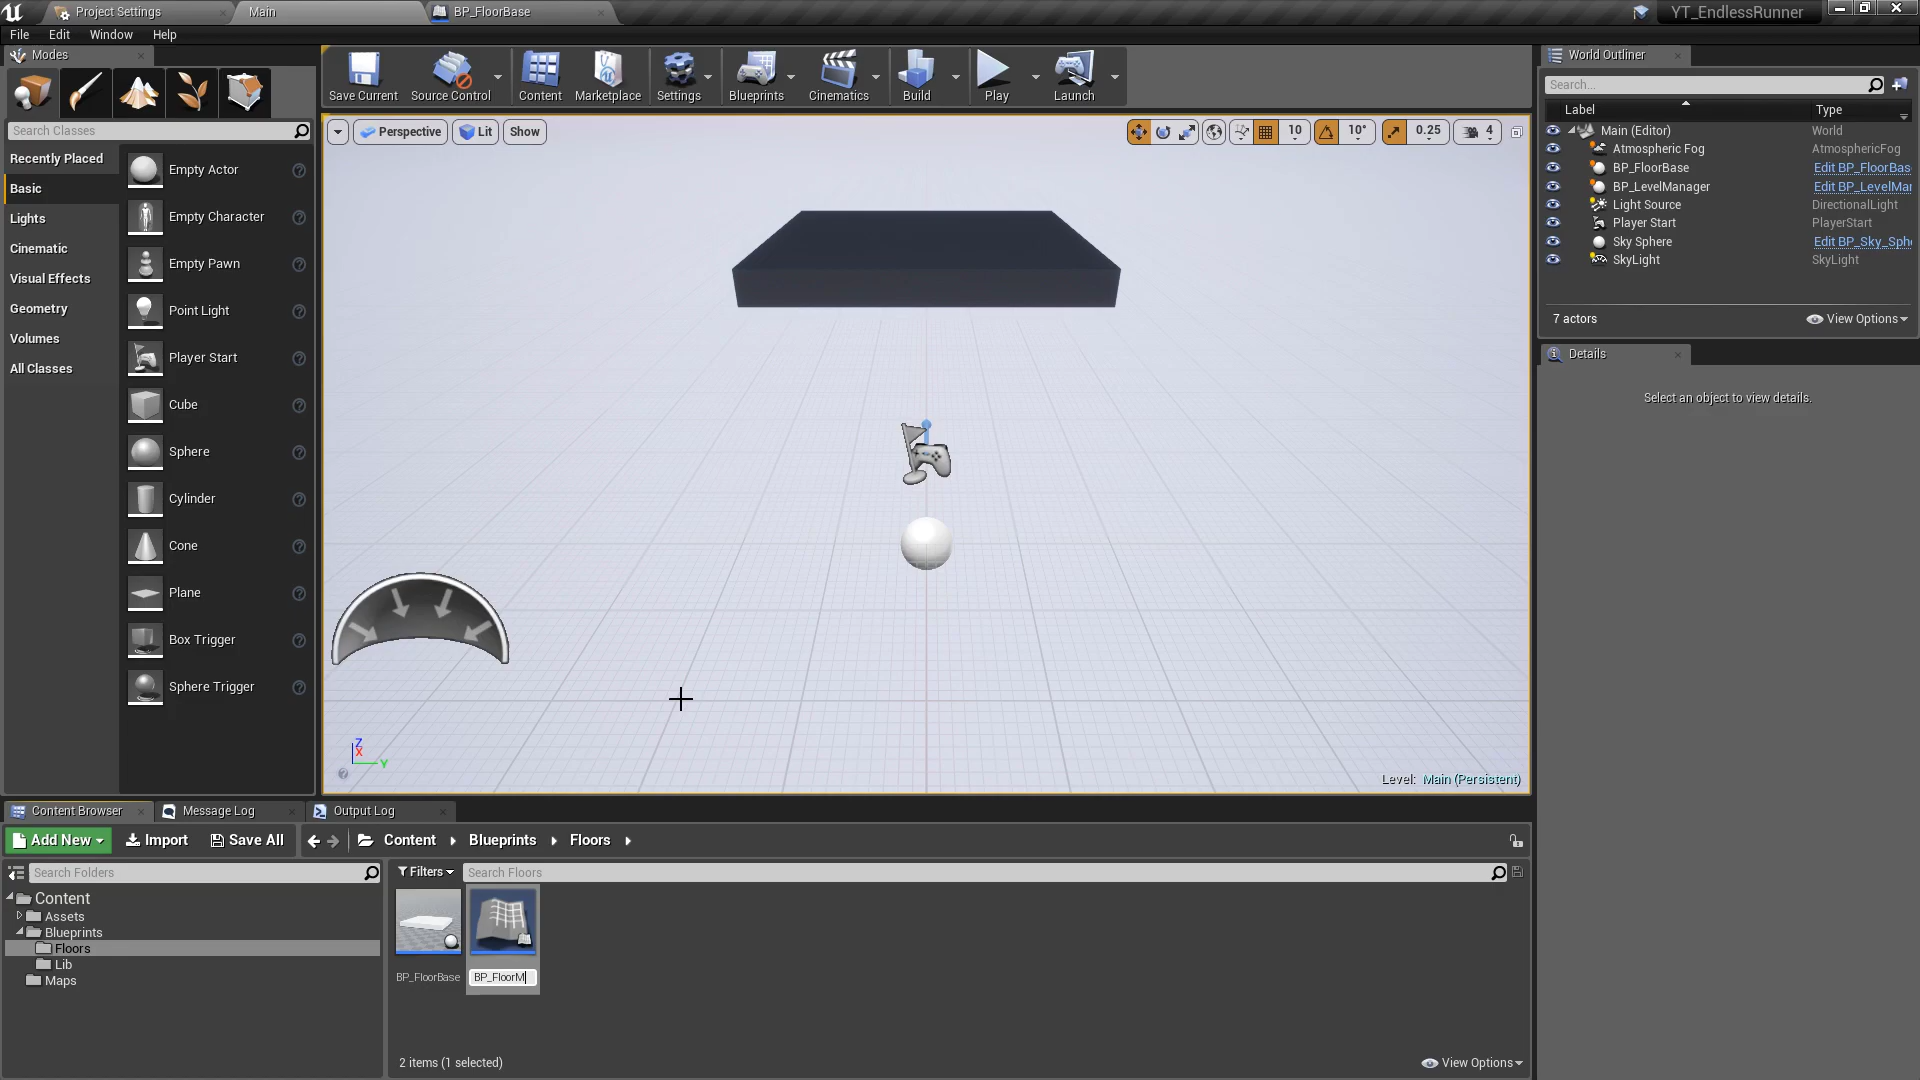 Project Settings
Main
BP_FloorBase
YT_EndlessRunner
File Edit Window Help
Modes
Search Classes
Recently Placed
Basic
Lights
Cinematic
Visual Effects
Geometry
Volumes
All Classes
Empty Actor
Empty Character
Empty Pawn
Point Light
Player Start
Cube
Sphere
Cylinder
Cone
Plane
Box Trigger
Sphere Trigger
Save Current
Source Control
Content
Marketplace
Settings
Blueprints
Cinematics
Build
Play
Launch
Perspective
Lit
Show
10
10°
0.25
4
Z
X
Y
Level: Main (Persistent)
World Outliner
Search...
Label Type
Main (Editor) World
Atmospheric Fog AtmosphericFog
BP_FloorBase Edit BP_FloorBas
BP_LevelManager Edit BP_LevelMar
Light Source DirectionalLight
Player Start PlayerStart
Sky Sphere Edit BP_Sky_Sph
SkyLight SkyLight
7 actors
View Options
Details
Select an object to view details.
Content Browser
Message Log
Output Log
Add New
Import
Save All
Content
Blueprints
Floors
Search Folders
Filters
Search Floors
Content
Assets
Blueprints
Floors
Lib
Maps
BP_FloorBase
BP_FloorM
2 items (1 selected)
View Options